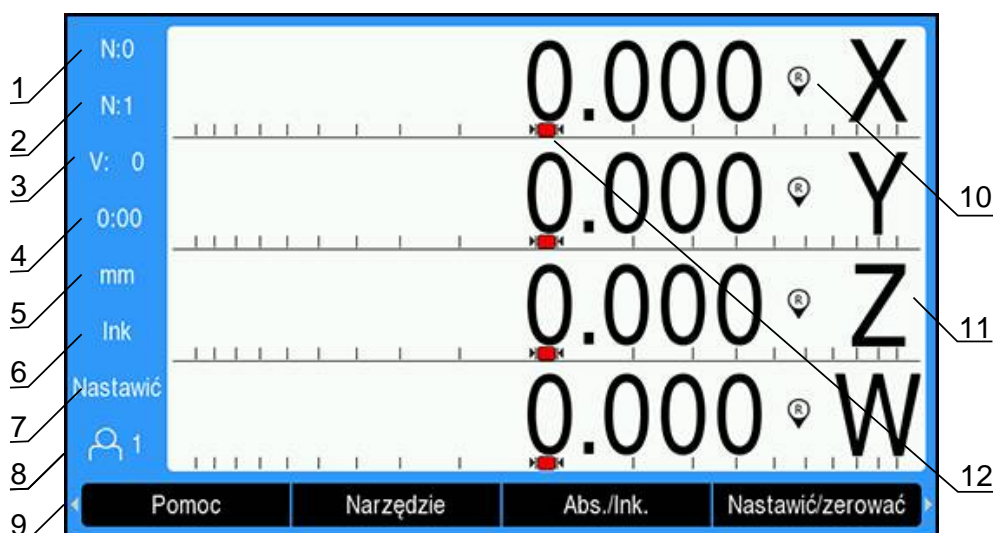 N:0
N:1
V: 0
0:00
mm
Ink
Nastawić
1
0.000 R X
0.000 R Y
0.000 R Z
0.000 R W
Pomoc Narzędzie Abs./Ink. Nastawić/zerować
1
2
3
4
5
6
7
8
9
10
11
12